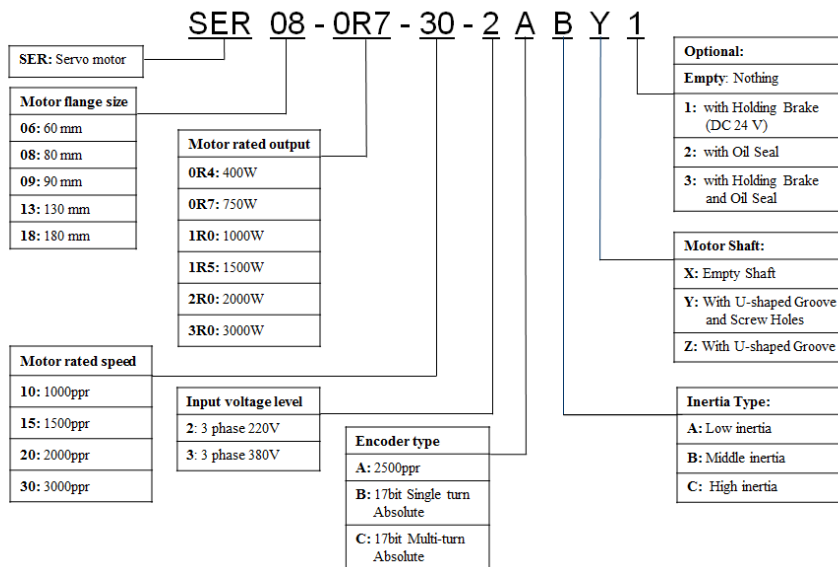 SER 08 - 0R7 - 30 - 2 A B Y 1
SER: Servo motor
Motor flange size
06: 60 mm
08: 80 mm
09: 90 mm
13: 130 mm
18: 180 mm
Motor rated output
0R4: 400W
0R7: 750W
1R0: 1000W
1R5: 1500W
2R0: 2000W
3R0: 3000W
Motor rated speed
10: 1000ppr
15: 1500ppr
20: 2000ppr
30: 3000ppr
Input voltage level
2: 3 phase 220V
3: 3 phase 380V
Encoder type
A: 2500ppr
B: 17bit Single turn
Absolute
C: 17bit Multi-turn
Absolute
Optional:
Empty: Nothing
1: with Holding Brake
(DC 24 V)
2: with Oil Seal
3: with Holding Brake
and Oil Seal
Motor Shaft:
X: Empty Shaft
Y: With U-shaped Groove
and Screw Holes
Z: With U-shaped Groove
Inertia Type:
A: Low inertia
B: Middle inertia
C: High inertia